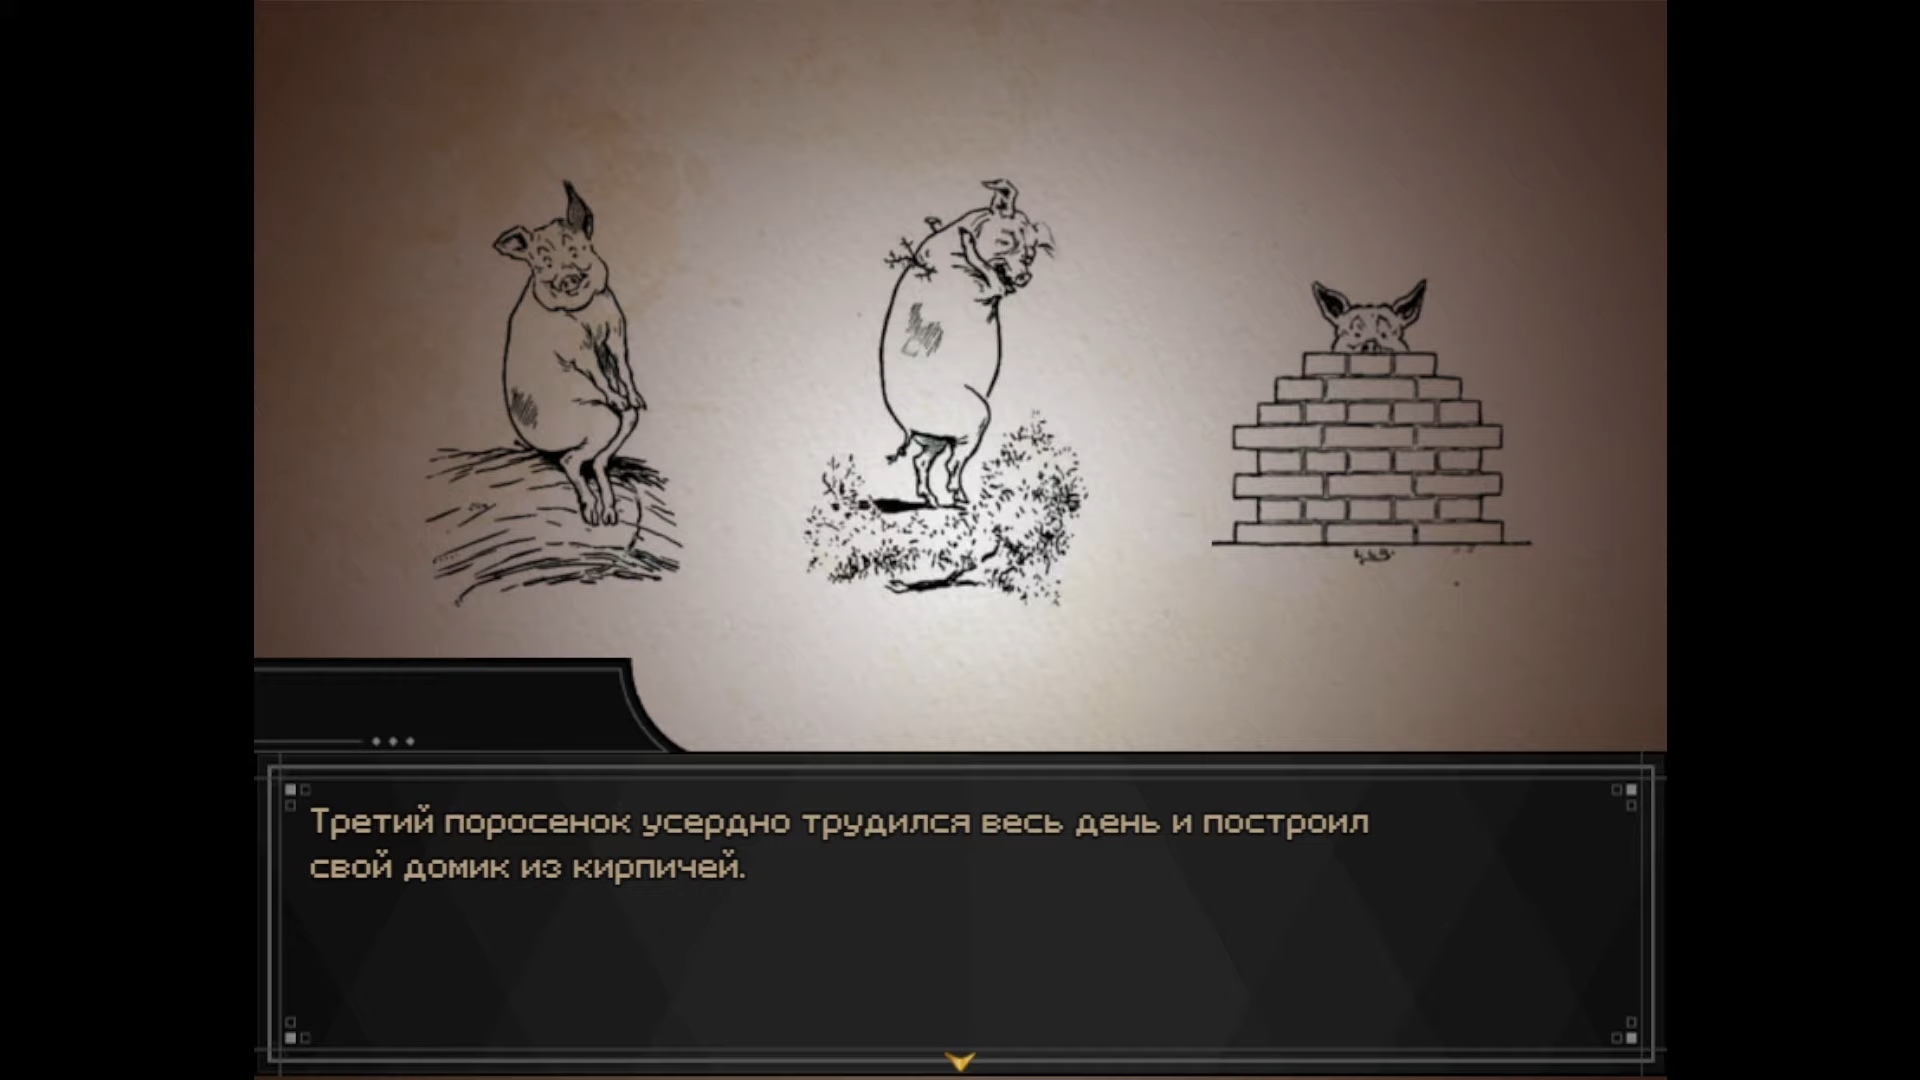 Третий поросенок усердно трудился весь день и построил
свой домик из кирпичей.